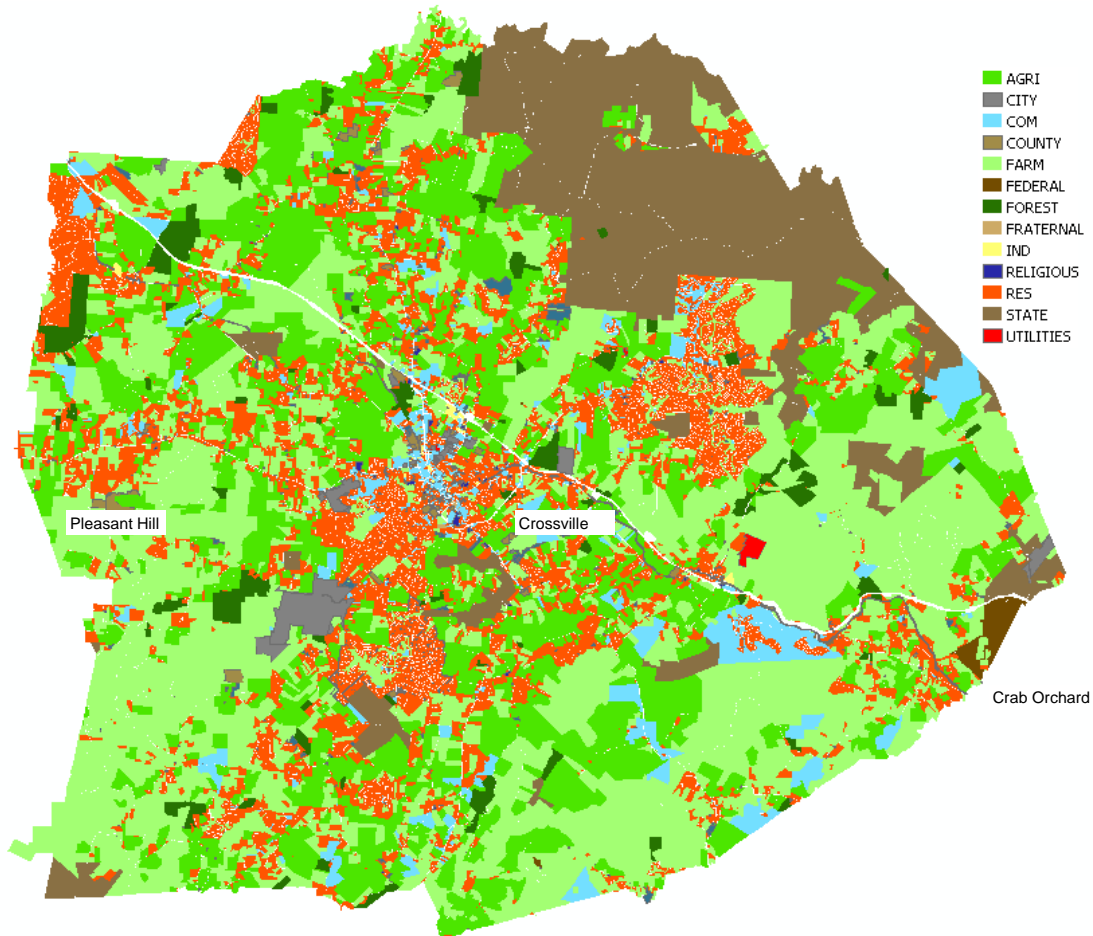 AGRI
CITY
COM
COUNTY
FARM
FEDERAL
FOREST
FRATERNAL
IND
RELIGIOUS
RES
STATE
UTILITIES
Pleasant Hill
Crossville
Crab Orchard